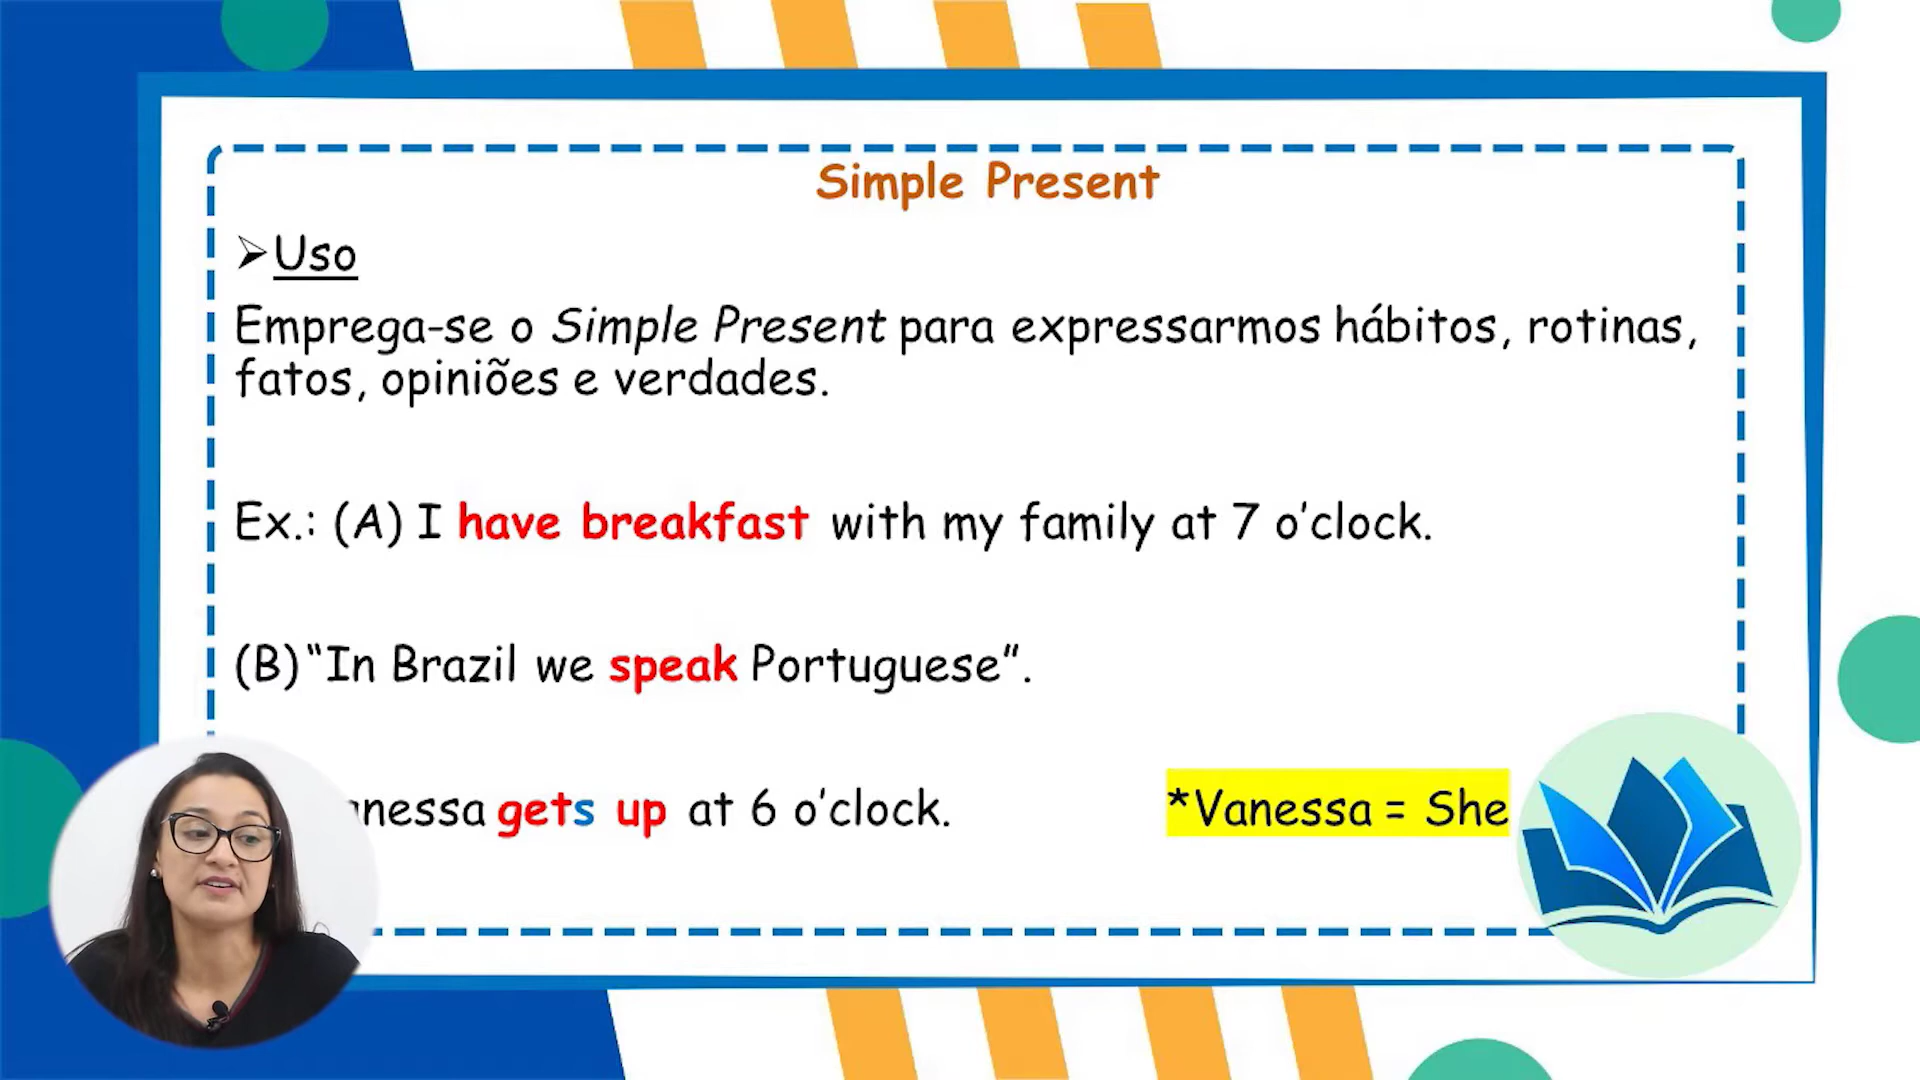 Simple Present
➢Uso
Emprega-se o Simple Present para expressarmos hábitos, rotinas,
fatos, opiniões e verdades.
Ex.: (A) I have breakfast with my family at 7 o’clock.
(B)“In Brazil we speak Portuguese”.
gets up at 6 o’clock. *Vanessa = She